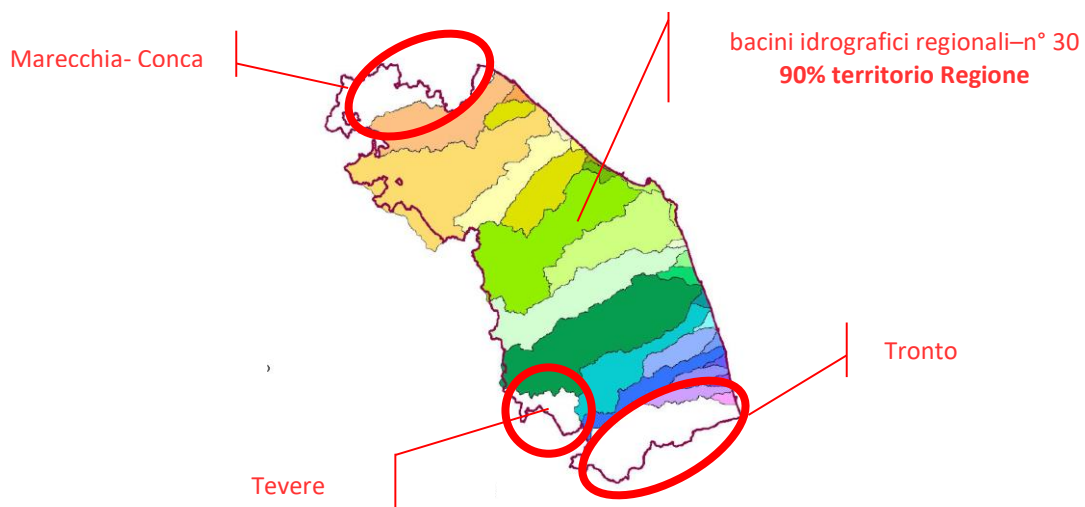 Marecchia- Conca
bacini idrografici regionali–n° 30
90% territorio Regione
Tronto
Tevere